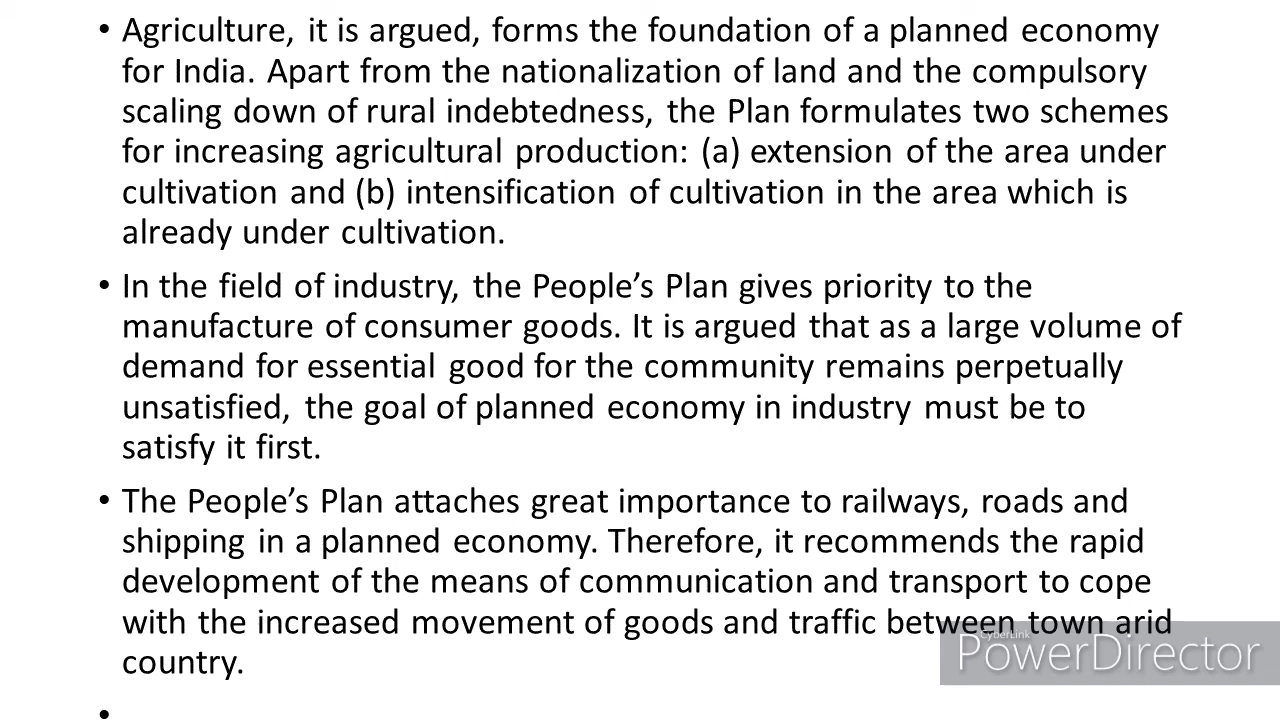 • Agriculture, it is argued, forms the foundation of a planned economy
for India. Apart from the nationalization of land and the compulsory
scaling down of rural indebtedness, the Plan formulates two schemes
for increasing agricultural production: (a) extension of the area under
cultivation and (b) intensification of cultivation in the area which is
already under cultivation.
• In the field of industry, the People’s Plan gives priority to the
manufacture of consumer goods. It is argued that as a large volume of
demand for essential good for the community remains perpetually
unsatisfied, the goal of planned economy in industry must be to
satisfy it first.
• The People’s Plan attaches great importance to railways, roads and
shipping in a planned economy. Therefore, it recommends the rapid
development of the means of communication and transport to cope
with the increased movement of goods and traffic between town arid
country.
•
CyberLink
PowerDirector